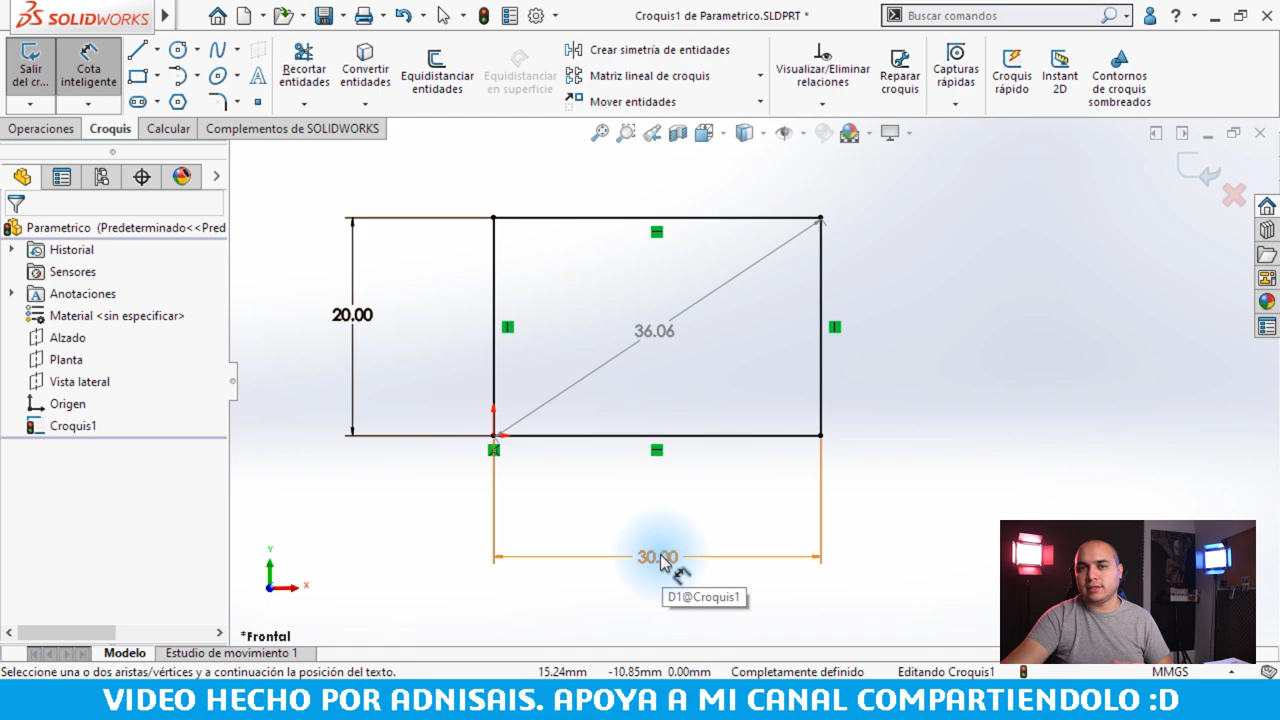 SOLIDWORKS
Croquis1 de Parametrico.SLDPRT *
Buscar comandos
Salir del cr...
Cota inteligente
Recortar entidades
Convertir entidades
Equidistanciar entidades
Equidistanciar en superficie
Crear simetría de entidades
Matriz lineal de croquis
Mover entidades
Visualizar/Eliminar relaciones
Reparar croquis
Capturas rápidas
Croquis rápido
Instant 2D
Contornos de croquis sombreados
Operaciones
Croquis
Calcular
Complementos de SOLIDWORKS
Parametrico (Predeterminado<<Pred
Historial
Sensores
Anotaciones
Material <sin especificar>
Alzado
Planta
Vista lateral
Origen
Croquis1
20.00
36.06
30.00
D1@Croquis1
Y
X
*Frontal
Modelo
Estudio de movimiento 1
Seleccione una o dos aristas/vértices y a continuación la posición del texto.
15.24mm
-10.85mm
0.00mm
Completamente definido
Editando Croquis1
MMGS
VIDEO HECHO POR ADNISAIS. APOYA A MI CANAL COMPARTIENDOLO :D